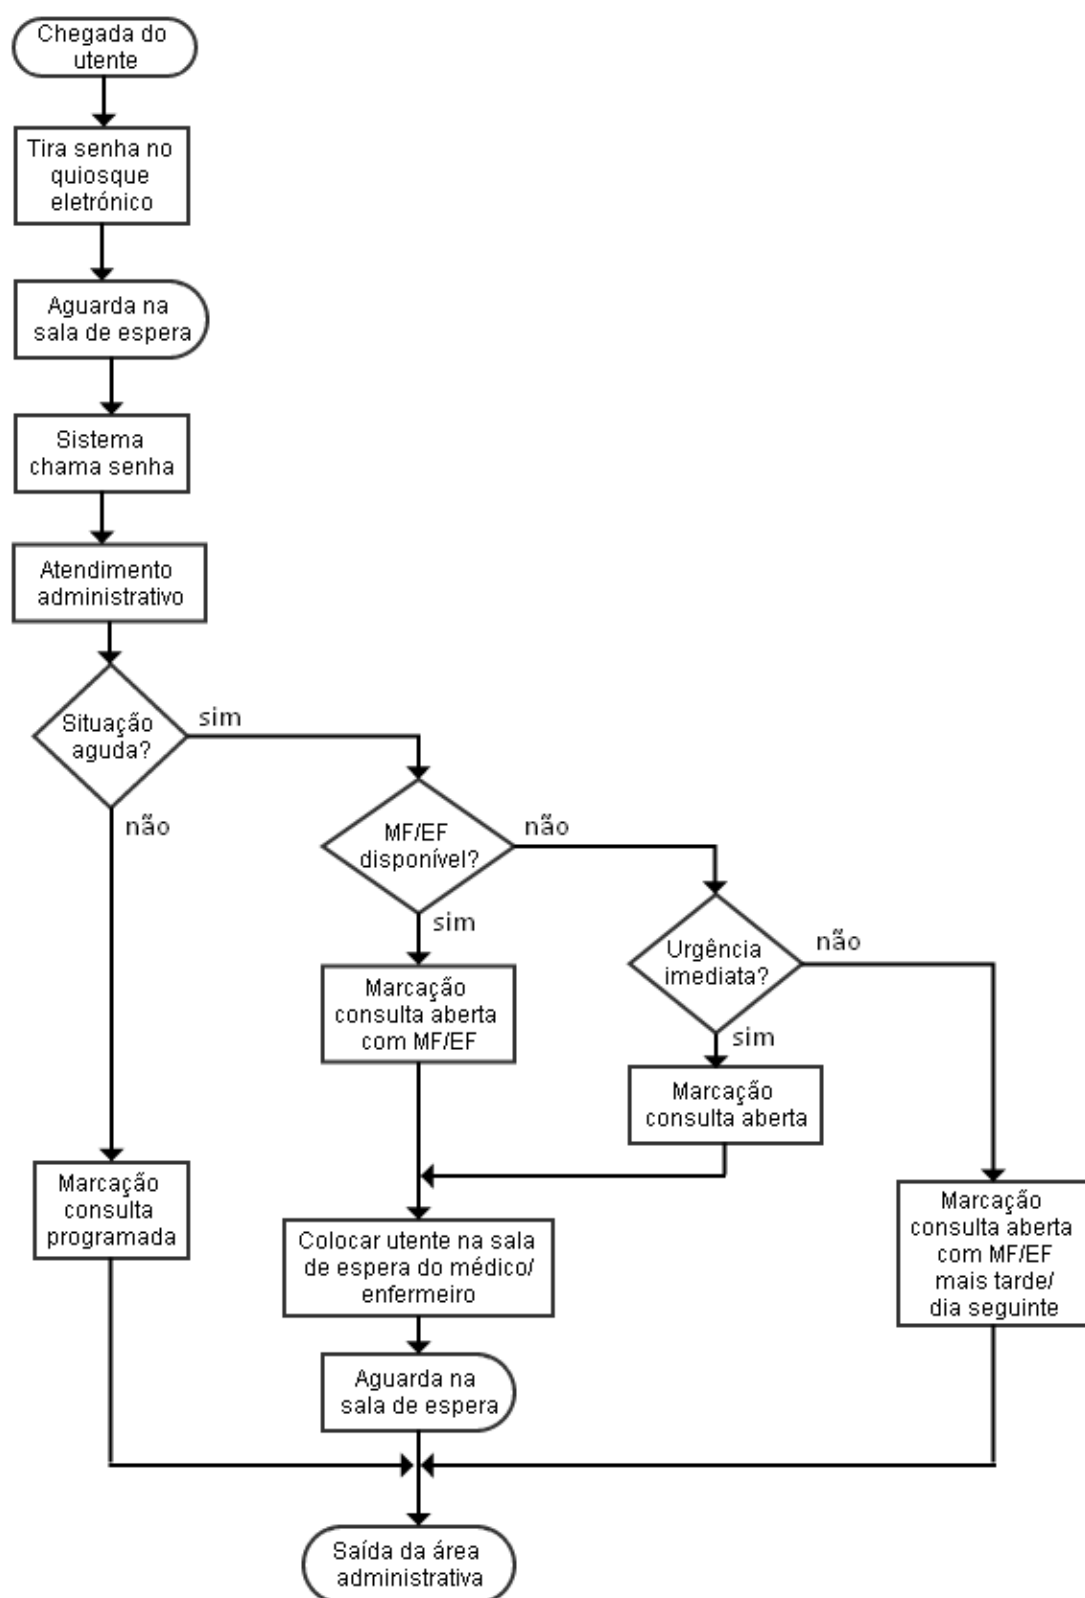 Chegada do
utente
Tira senha no
quiosque
eletrónico
Aguarda na
sala de espera
Sistema
chama senha
Atendimento
administrativo
Situação
aguda?
sim
não
MF/EF
disponível?
não
sim
Urgência
imediata?
não
sim
Marcação
consulta aberta
com MF/EF
Marcação
consulta aberta
Marcação
consulta
programada
Marcação
consulta aberta
com MF/EF
mais tarde/
dia seguinte
Colocar utente na sala
de espera do médico/
enfermeiro
Aguarda na
sala de espera
Saída da área
administrativa